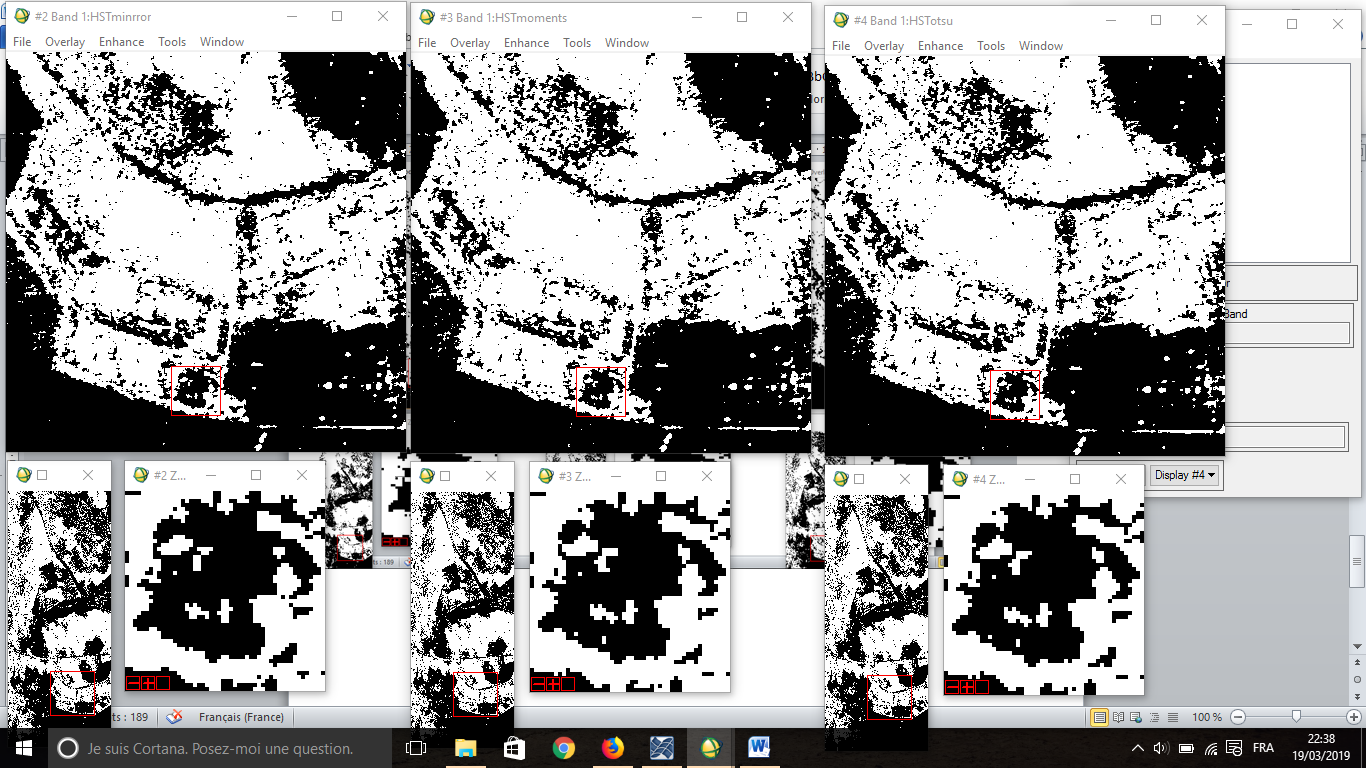 #2 Band 1:HSTminrror
File Overlay Enhance Tools Window
#3 Band 1:HSTmoments
File Overlay Enhance Tools Window
#4 Band 1:HSTotsu
File Overlay Enhance Tools Window
Band
Display #4
#2 Z...
#3 Z...
#4 Z...
ts : 189
ts : 189 Français (France)
100 %
Je suis Cortana. Posez-moi une question.
FRA
22:38
19/03/2019